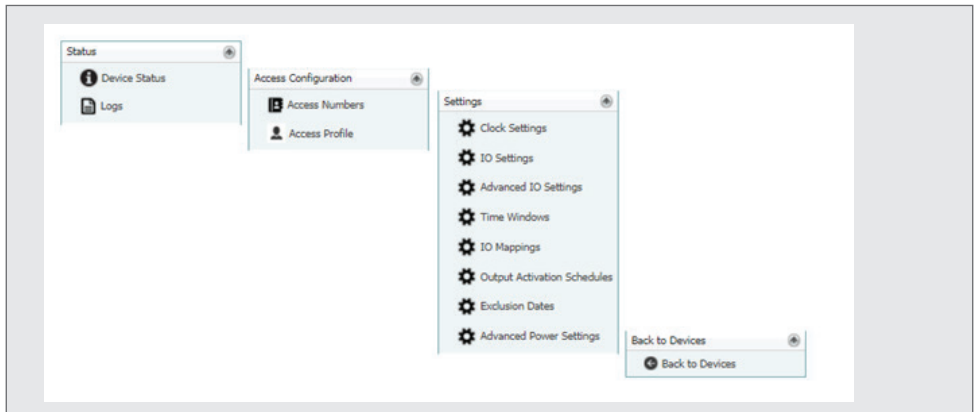 Status
Device Status
Logs
Access Configuration
Access Numbers
Access Profile
Settings
Clock Settings
IO Settings
Advanced IO Settings
Time Windows
IO Mappings
Output Activation Schedules
Exclusion Dates
Advanced Power Settings
Back to Devices
Back to Devices